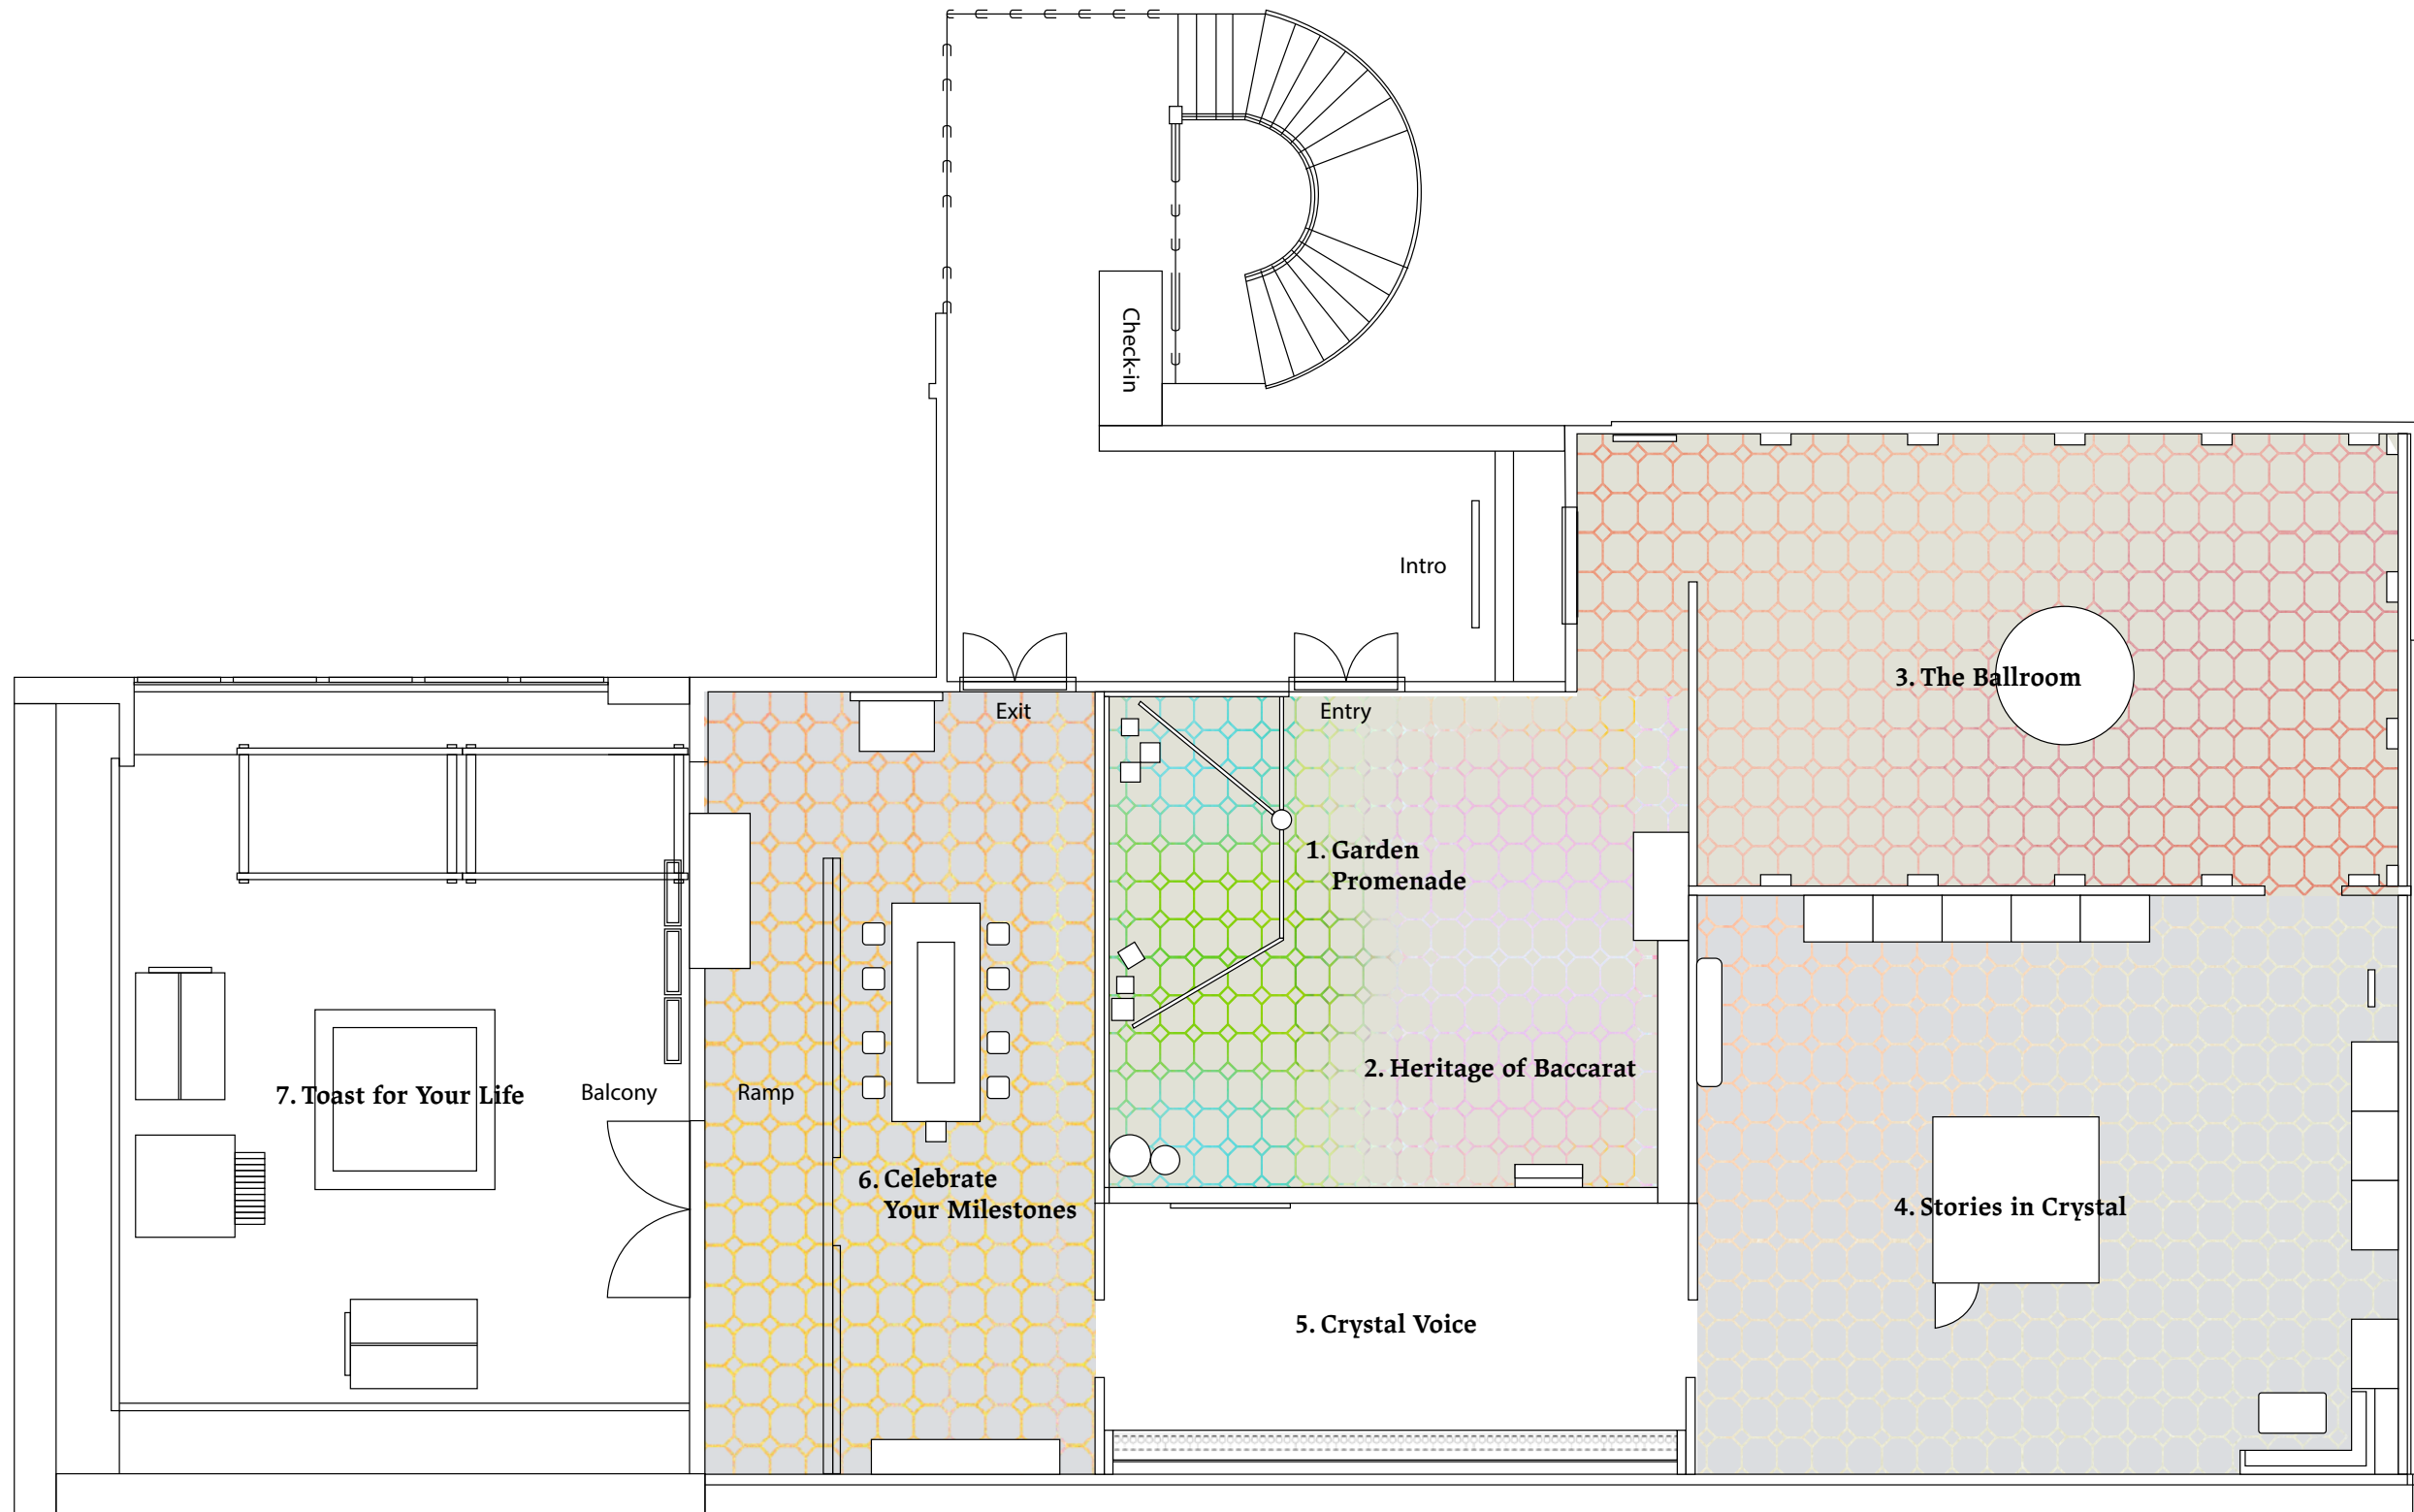 Check-in
Intro
Exit
Entry
3. The Ballroom
1. Garden
Promenade
2. Heritage of Baccarat
7. Toast for Your Life
Balcony
Ramp
6. Celebrate
Your Milestones
4. Stories in Crystal
5. Crystal Voice